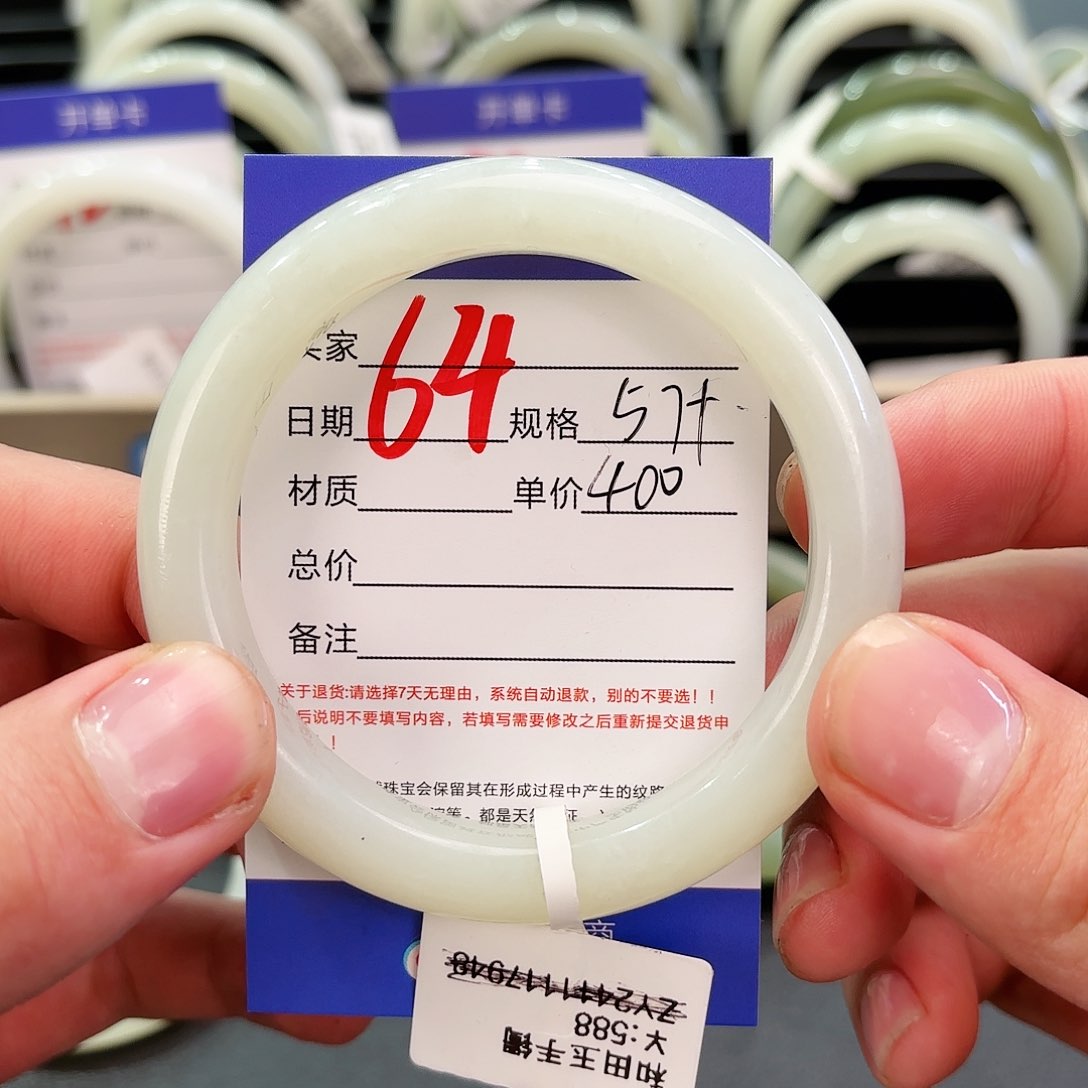 家 64
日期 规格 57+
材质 单价 400
总价
备注
关于退货:请选择7天无理由，系统自动退款，别的不要选！！
后说明不要填写内容，若填写需要修改之后重新提交退货申
！
珠宝会保留其在形成过程中产生的纹路
等。都是天然
商
和田玉手镯
￥:588
ZY2411117948